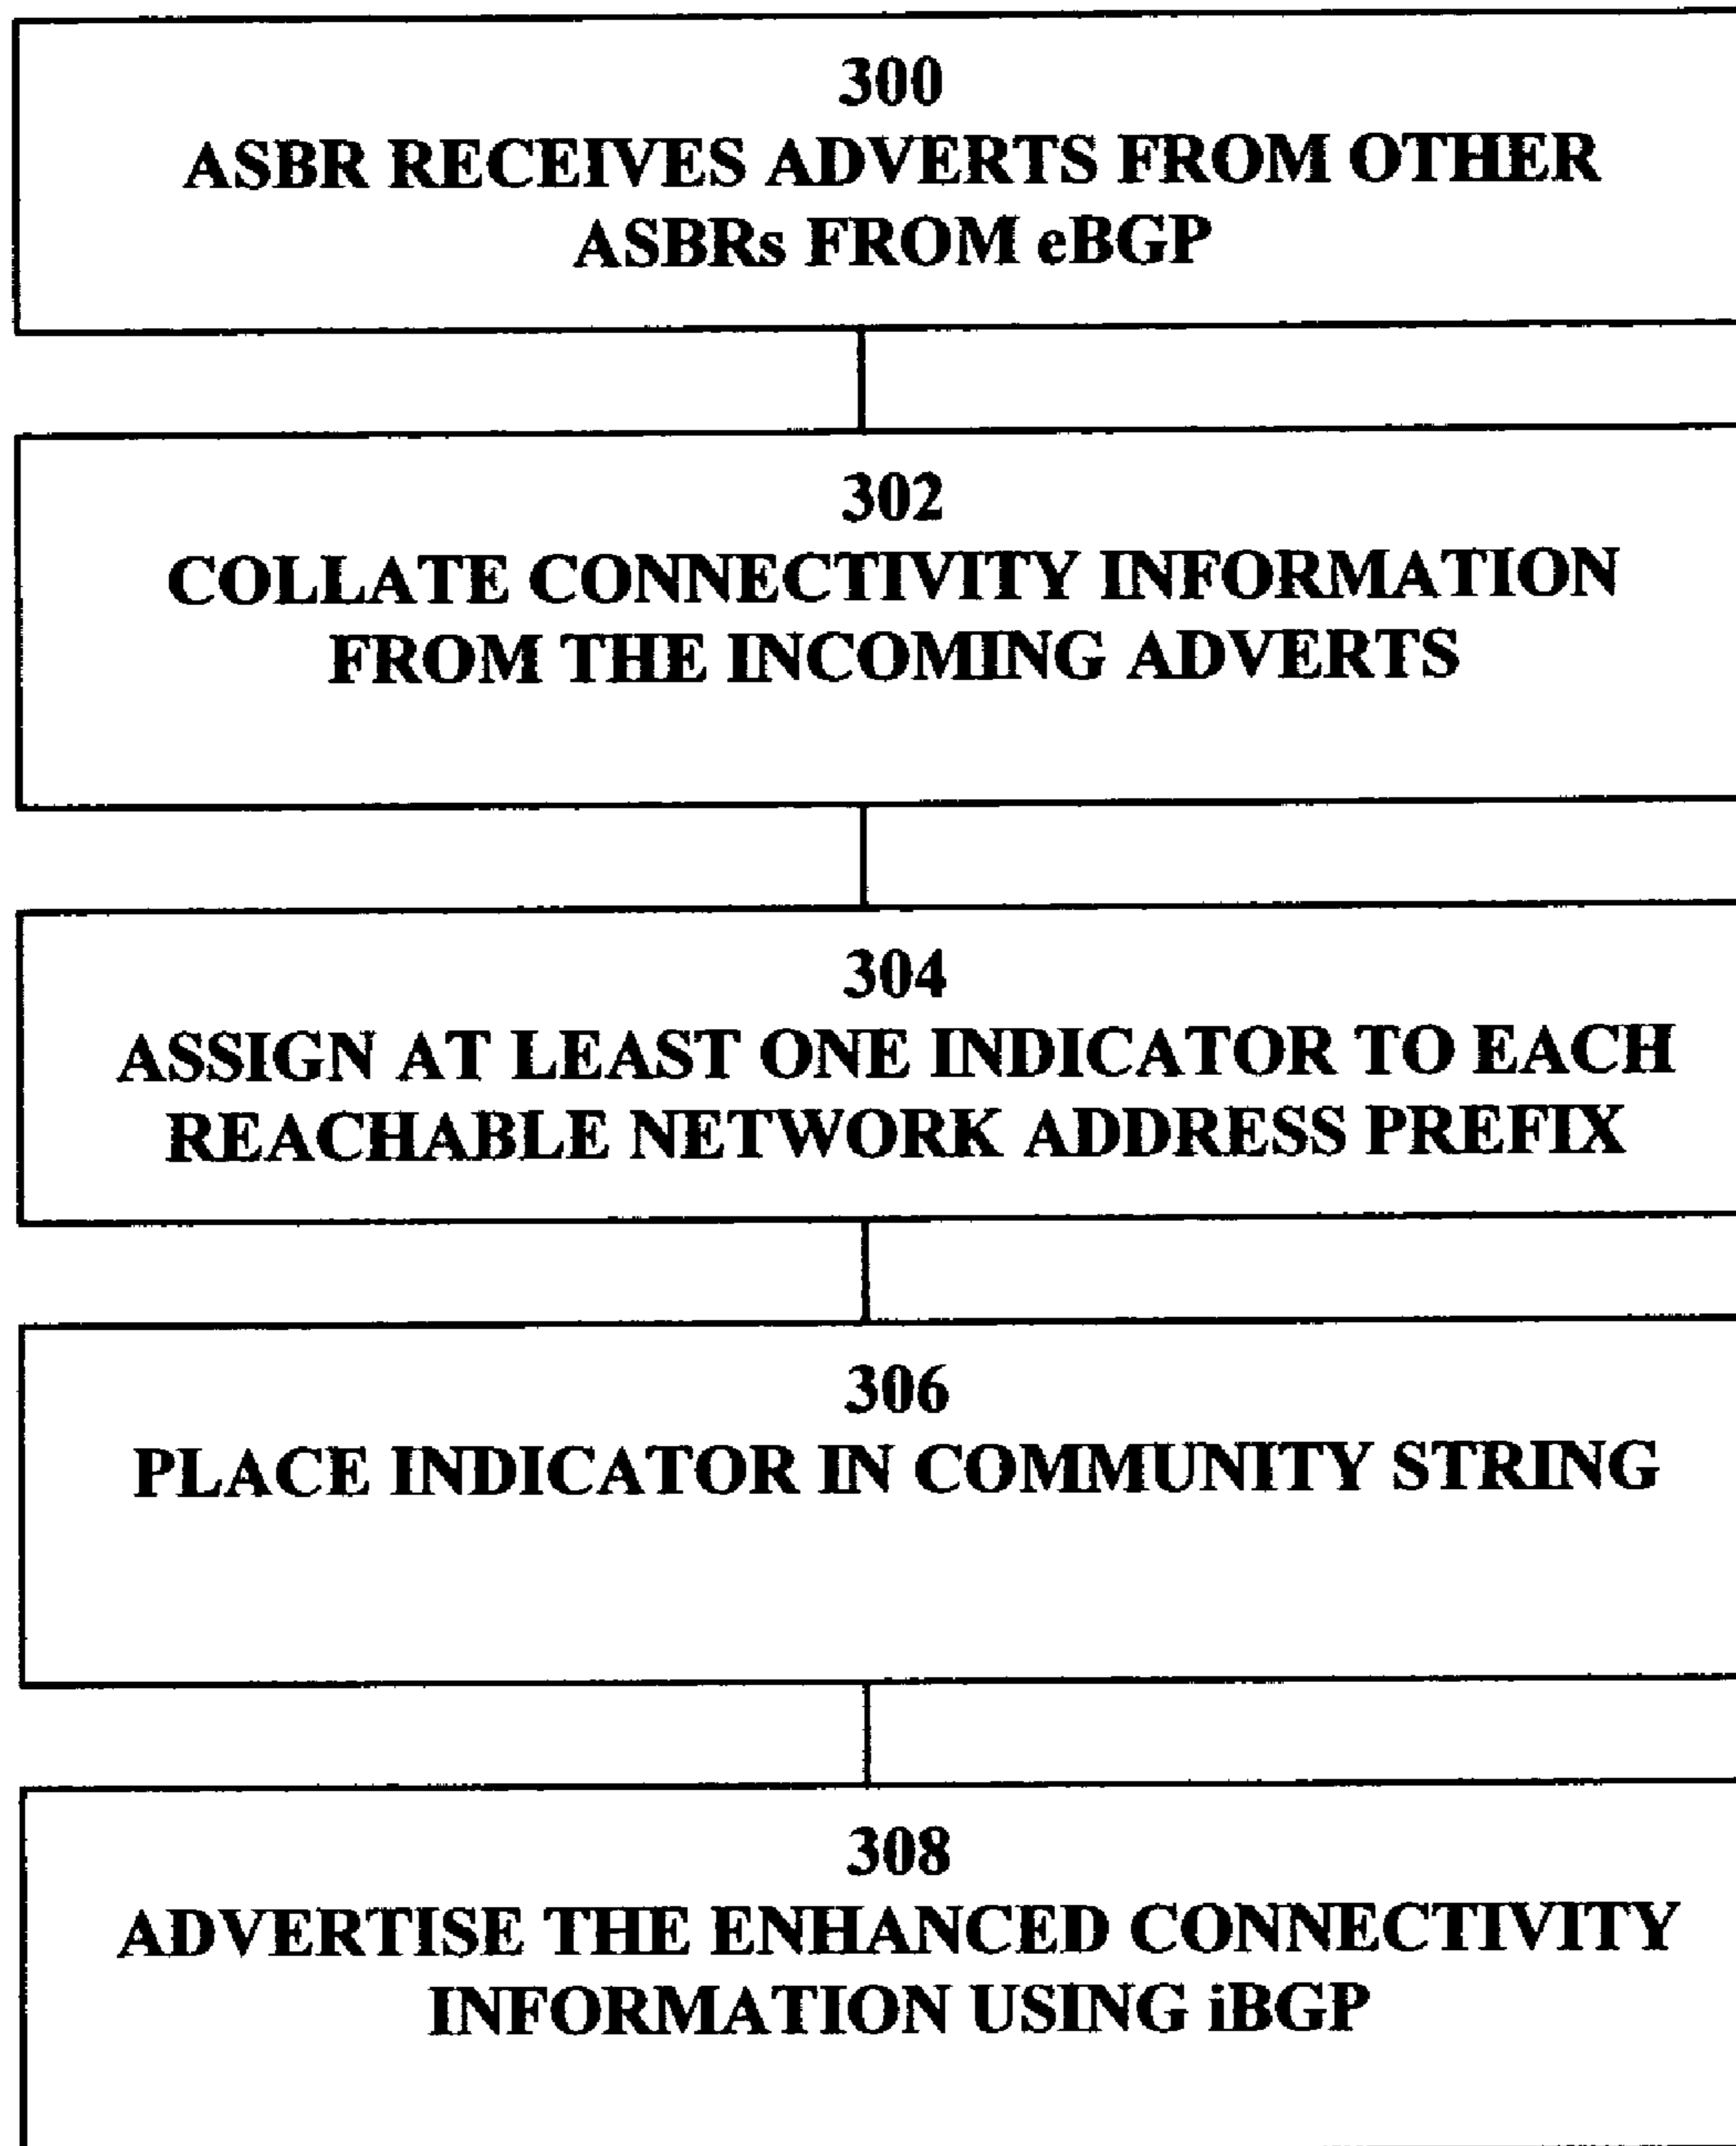 300
ASBR RECEIVES ADVERTS FROM OTHER
ASBRs FROM eBGP
302
COLLATE CONNECTIVITY INFORMATION
FROM THE INCOMING ADVERTS
304
ASSIGN AT LEAST ONE INDICATOR TO EACH
REACHABLE NETWORK ADDRESS PREFIX
306
PLACE INDICATOR IN COMMUNITY STRING
308
ADVERTISE THE ENHANCED CONNECTIVITY
INFORMATION USING iBGP